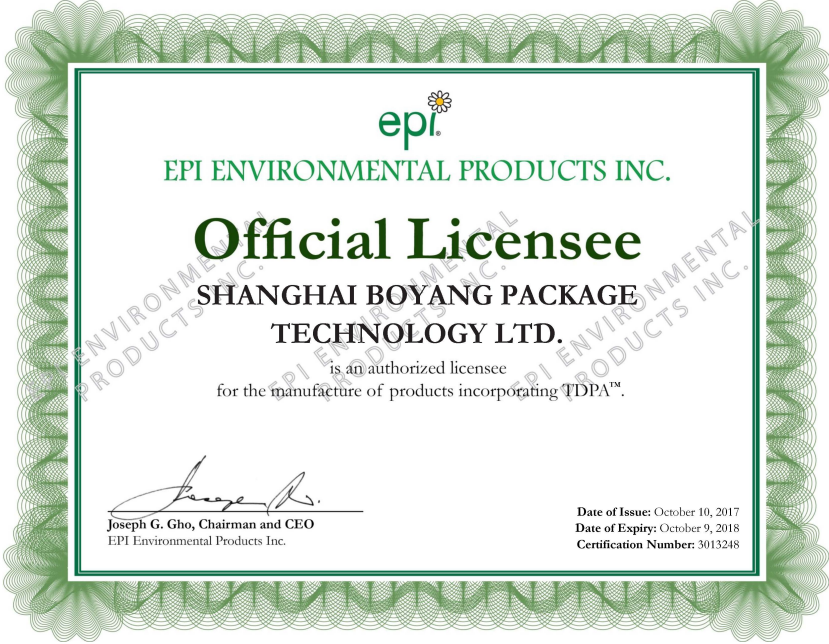 epi®
EPI ENVIRONMENTAL PRODUCTS INC.
Official Licensee
SHANGHAI BOYANG PACKAGE
TECHNOLOGY LTD.
is an authorized licensee
for the manufacture of products incorporating TDPA™.
EPI ENVIRONMENTAL
PRODUCTS INC.
EPI ENVIRONMENTAL
PRODUCTS INC.
EPI ENVIRONMENTAL
PRODUCTS INC.
Joseph G. Gho, Chairman and CEO
EPI Environmental Products Inc.
Date of Issue: October 10, 2017
Date of Expiry: October 9, 2018
Certification Number: 3013248